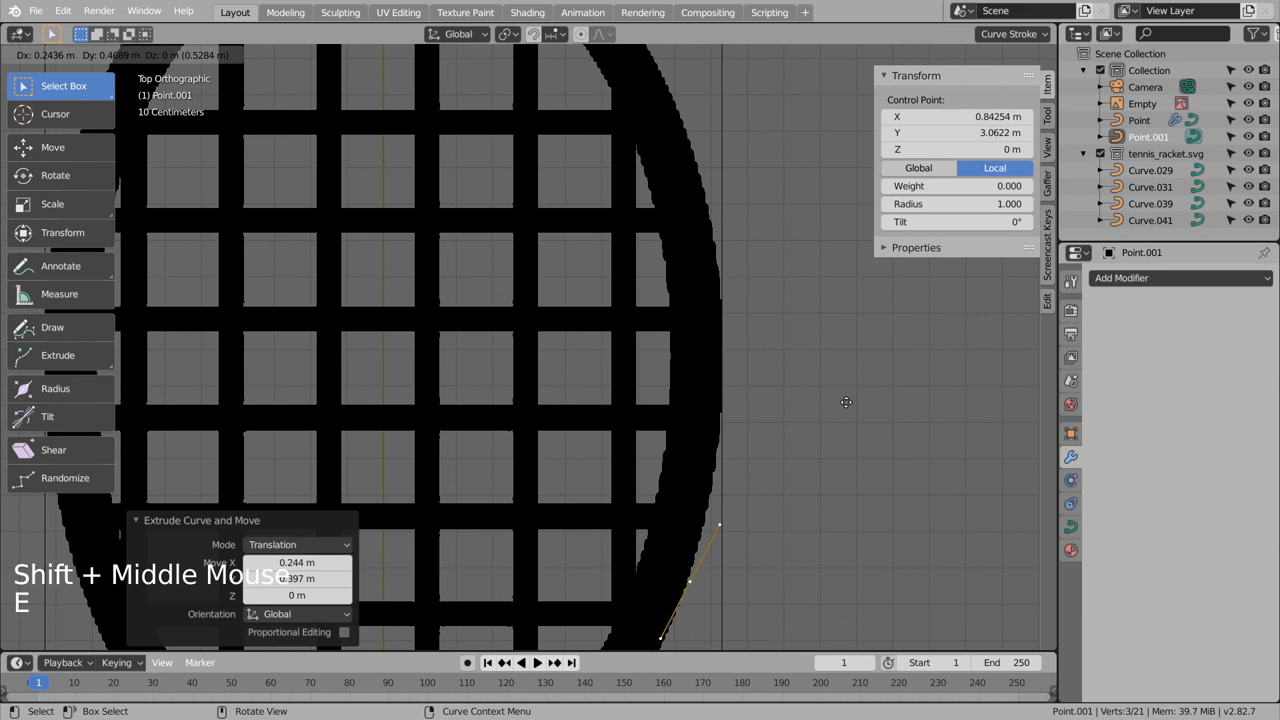 File Edit Render Window Help Layout Modeling Sculpting UV Editing Texture Paint Shading Animation Rendering Compositing Scripting + Scene View Layer
Global Curve Stroke
Dx: 0.2436 m Dy: 0.4689 m Dz: 0 m (0.5284 m)
Select Box
Cursor
Move
Rotate
Scale
Transform
Annotate
Measure
Draw
Extrude
Radius
Tilt
Shear
Randomize
Top Orthographic
(1) Point.001
10 Centimeters
Transform
Control Point:
X 0.84254 m
Y 3.0622 m
Z 0 m
Global Local
Weight 0.000
Radius 1.000
Tilt 0°
Properties
Item
Tool
View
Gaffer
Screencast Keys
Edit
Scene Collection
Collection
Camera
Empty
Point
Point.001
tennis_racket.svg
Curve.029
Curve.031
Curve.039
Curve.041
Point.001
Add Modifier
Extrude Curve and Move
Mode Translation
Move X 0.244 m
0.397 m
Z 0 m
Orientation Global
Proportional Editing
Shift + Middle Mouse
E
Playback Keying View Marker 1 Start 1 End 250
1 10 20 30 40 50 60 70 80 90 100 110 120 130 140 150 160 170 180 190 200 210 220 230 240 250
Select Box Select Rotate View Curve Context Menu Point.001 | Verts:3/21 | Mem: 39.7 MiB | v2.82.7